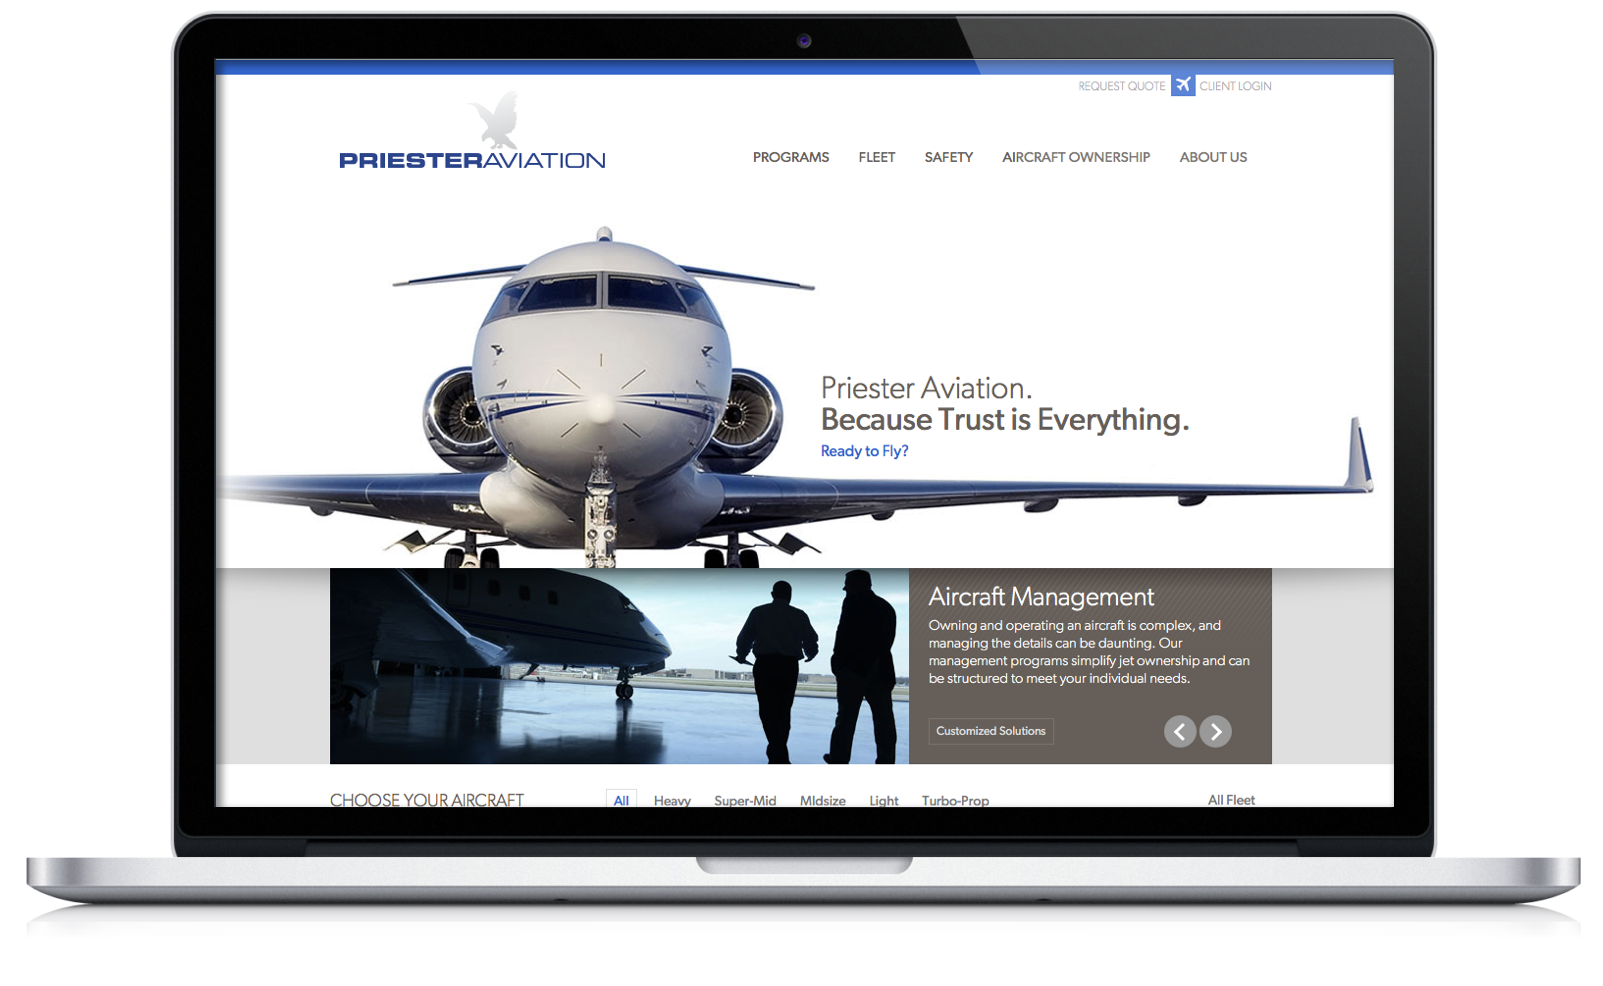 REQUEST QUOTE CLIENT LOGIN
PRIESTERAVIATION
PROGRAMS FLEET SAFETY AIRCRAFT OWNERSHIP ABOUT US
Priester Aviation.
Because Trust is Everything.
Ready to Fly?
Aircraft Management
Owning and operating an aircraft is complex, and
managing the details can be daunting. Our
management programs simplify jet ownership and can
be structured to meet your individual needs.
Customized Solutions
CHOOSE YOUR AIRCRAFT All Heavy Super-Mid MIdsize Light Turbo-Prop All Fleet